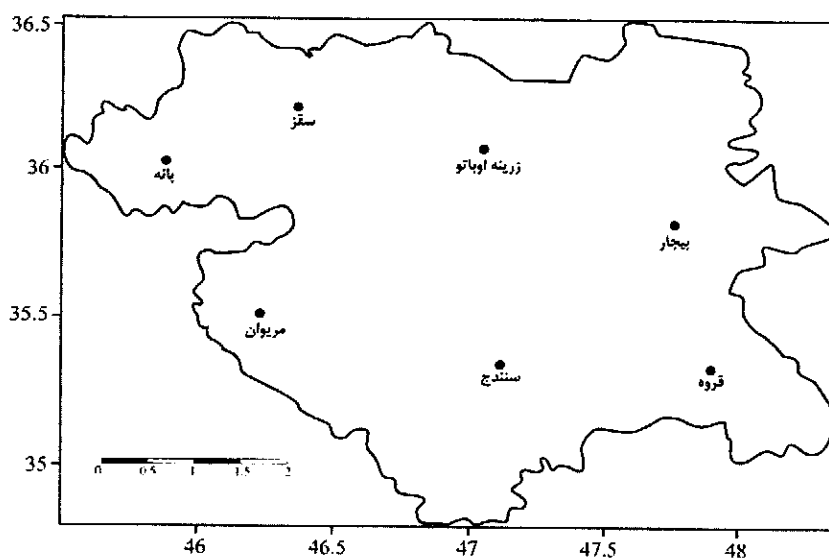 36.5
سقز
زرینه اوباتو
36
بانه
بیجار
35.5
مریوان
سنندج
قروه
35
0 0.5 1 1.5 2
46 46.5 47 47.5 48